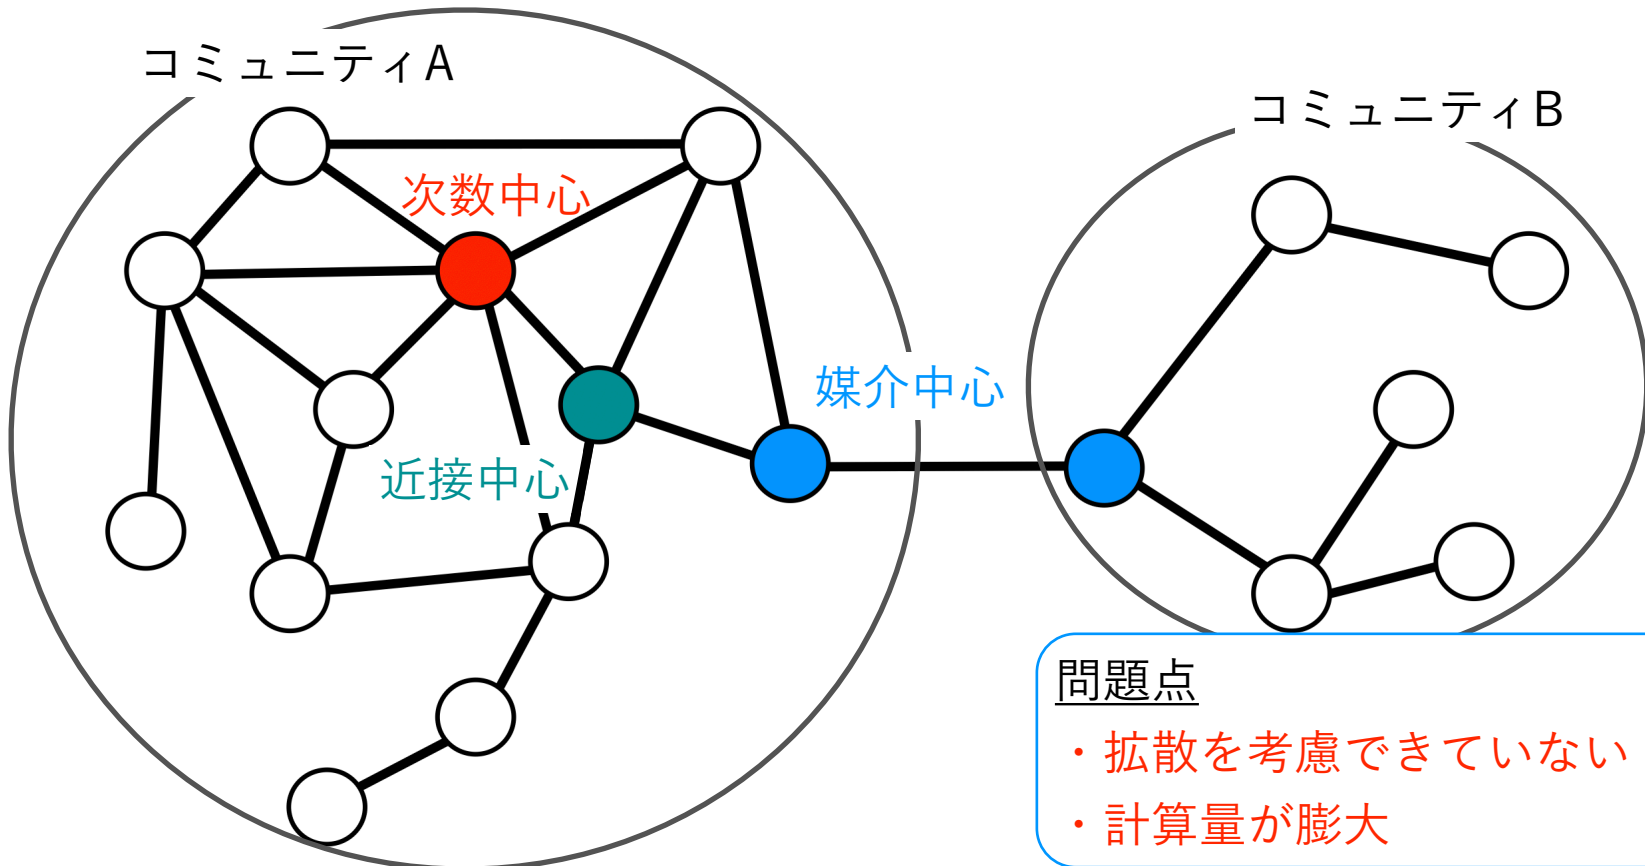 コミュニティA
コミュニティB
次数中心
媒介中心
近接中心
問題点
・拡散を考慮できていない
・計算量が膨大